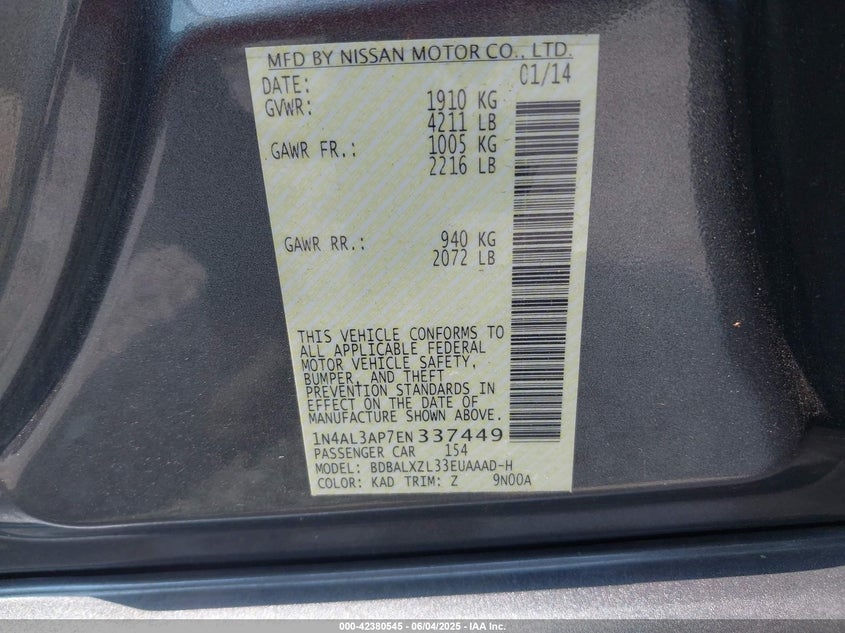 MFD BY NISSAN MOTOR CO., LTD.
DATE: 01/14
GVWR: 1910 KG
4211 LB
GAWR FR.: 1005 KG
2216 LB
GAWR RR.: 940 KG
2072 LB
THIS VEHICLE CONFORMS TO
ALL APPLICABLE FEDERAL
MOTOR VEHICLE SAFETY,
BUMPER, AND THEFT
PREVENTION STANDARDS IN
EFFECT ON THE DATE OF
MANUFACTURE SHOWN ABOVE.
1N4AL3AP7EN337449
PASSENGER CAR 154
MODEL: BDBALXZL33EUAAAD-H
COLOR: KAD TRIM: Z 9N00A
000-42380545 - 06/04/2025 - IAA Inc.